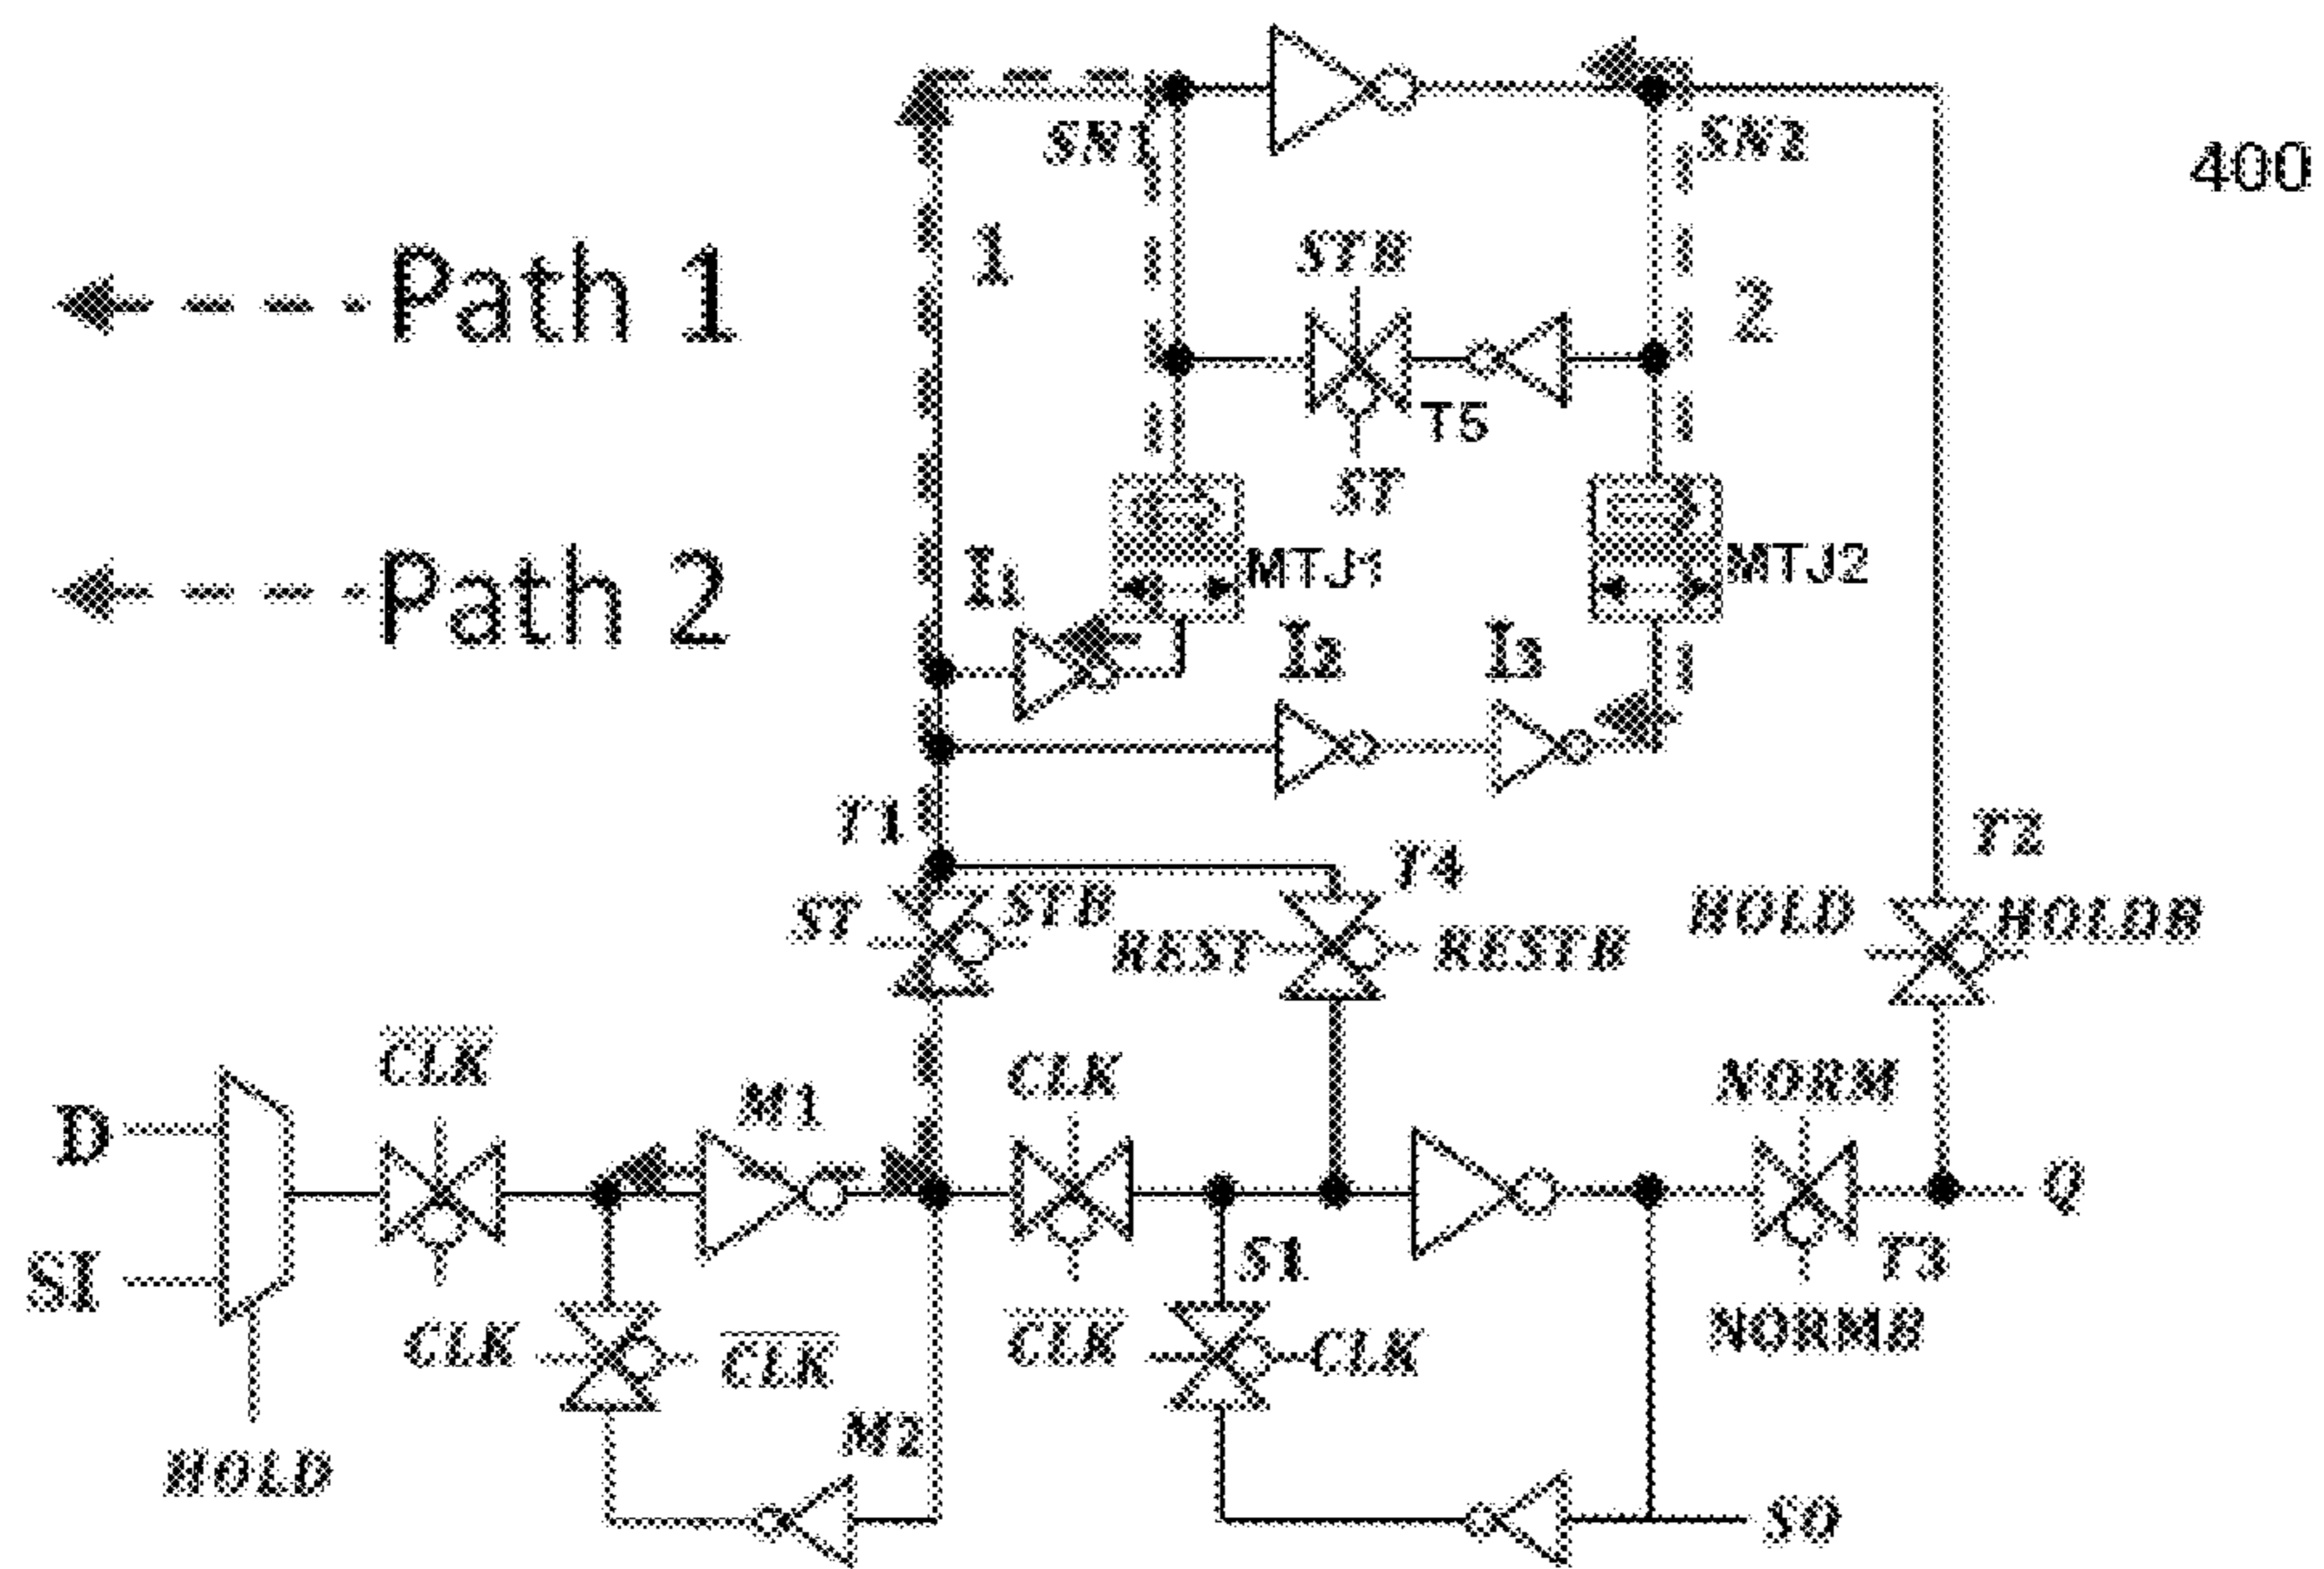 SN1
SN2
400
1
STB
Path 1
2
T5
ST
I1
MTJ1
MTJ2
Path 2
I2
I3
T1
T4
T2
ST
STB
REST
RESTB
HOLD
HOLDB
CLK
M1
CLK
NORM
D
Q
SI
S1
T3
CLK
CLK
CLK
CLK
NORMB
M2
HOLD
SO